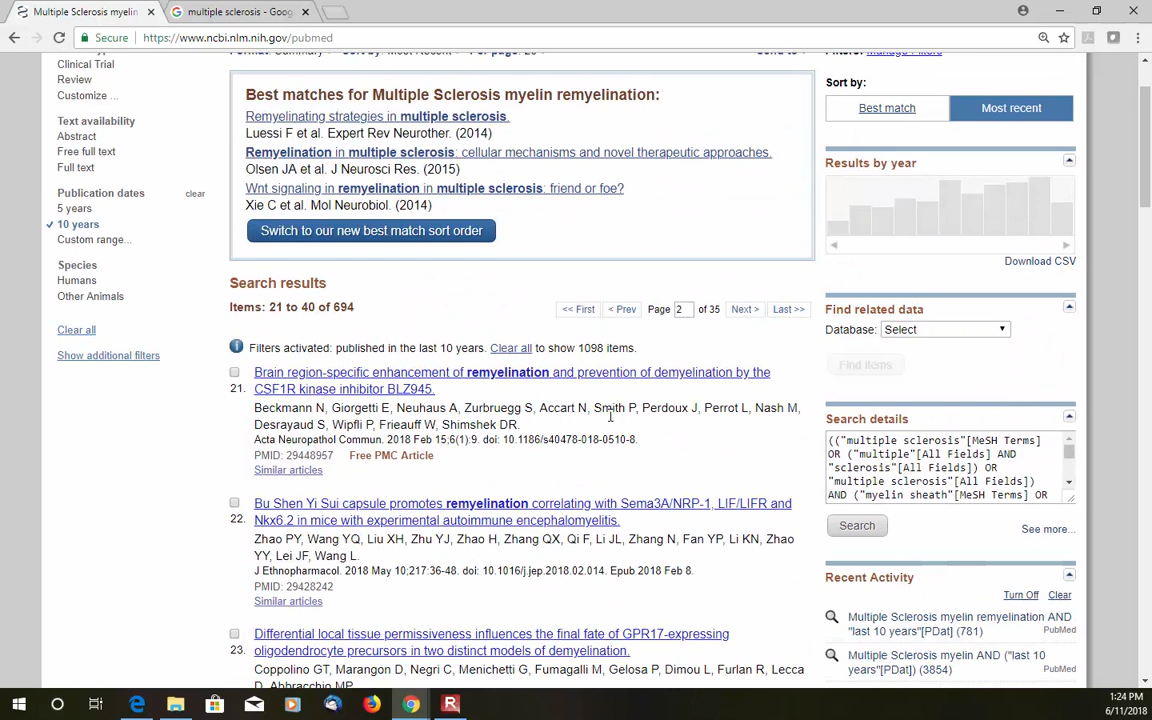 Multiple Sclerosis myelin
multiple sclerosis - Goog
Secure
https://www.ncbi.nlm.nih.gov/pubmed
Clinical Trial
Review
Customize ...
Text availability
Abstract
Free full text
Full text
Publication dates clear
5 years
10 years
Custom range...
Species
Humans
Other Animals
Clear all
Show additional filters
Best matches for Multiple Sclerosis myelin remyelination:
Remyelinating strategies in multiple sclerosis.
Luessi F et al. Expert Rev Neurother. (2014)
Remyelination in multiple sclerosis: cellular mechanisms and novel therapeutic approaches.
Olsen JA et al. J Neurosci Res. (2015)
Wnt signaling in remyelination in multiple sclerosis: friend or foe?
Xie C et al. Mol Neurobiol. (2014)
Switch to our new best match sort order
Search results
Items: 21 to 40 of 694
<< First < Prev Page 2 of 35 Next > Last >>
Filters activated: published in the last 10 years. Clear all to show 1098 items.
Brain region-specific enhancement of remyelination and prevention of demyelination by the
21. CSF1R kinase inhibitor BLZ945.
Beckmann N, Giorgetti E, Neuhaus A, Zurbruegg S, Accart N, Smith P, Perdoux J, Perrot L, Nash M,
Desrayaud S, Wipfli P, Frieauff W, Shimshek DR.
Acta Neuropathol Commun. 2018 Feb 15;6(1):9. doi: 10.1186/s40478-018-0510-8.
PMID: 29448957 Free PMC Article
Similar articles
Bu Shen Yi Sui capsule promotes remyelination correlating with Sema3A/NRP-1, LIF/LIFR and
22. Nkx6.2 in mice with experimental autoimmune encephalomyelitis.
Zhao PY, Wang YQ, Liu XH, Zhu YJ, Zhao H, Zhang QX, Qi F, Li JL, Zhang N, Fan YP, Li KN, Zhao
YY, Lei JF, Wang L.
J Ethnopharmacol. 2018 May 10;217:36-48. doi: 10.1016/j.jep.2018.02.014. Epub 2018 Feb 8.
PMID: 29428242
Similar articles
Differential local tissue permissiveness influences the final fate of GPR17-expressing
23. oligodendrocyte precursors in two distinct models of demyelination.
Coppolino GT, Marangon D, Negri C, Menichetti G, Fumagalli M, Gelosa P, Dimou L, Furlan R, Lecca
D, Abbracchio MP.
Sort by:
Best match Most recent
Results by year
Download CSV
Find related data
Database: Select
Find items
Search details
(("multiple sclerosis"[MeSH Terms]
OR ("multiple"[All Fields] AND
"sclerosis"[All Fields]) OR
"multiple sclerosis"[All Fields])
AND ("myelin sheath"[MeSH Terms] OR
Search
See more...
Recent Activity
Turn Off Clear
Multiple Sclerosis myelin remyelination AND
"last 10 years"[PDat] (781)
PubMed
Multiple Sclerosis myelin AND ("last 10
years"[PDat]) (3854)
PubMed
1:24 PM
6/11/2018